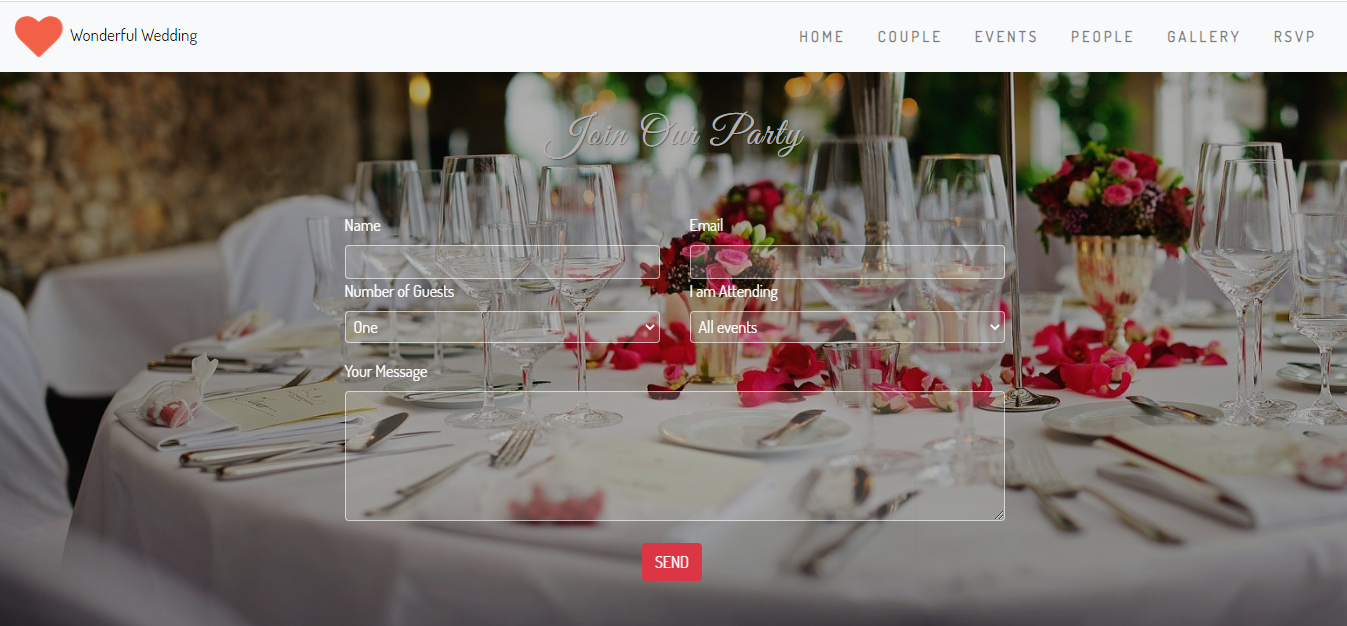 Wonderful Wedding
HOME COUPLE EVENTS PEOPLE GALLERY RSVP
Join Our Party
Name Email
Number of Guests I am Attending
One All events
Your Message
SEND